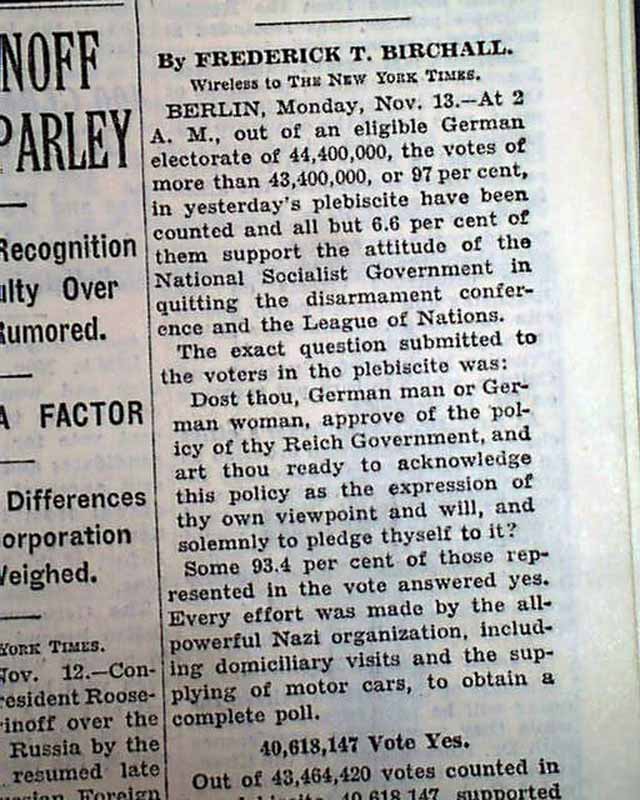 NOFF
PARLEY
Recognition
ulty Over
Rumored.
A FACTOR
Differences
orporation
Weighed.
YORK TIMES.
Nov. 12.—Con-
resident Roose-
inoff over the
Russia by the
resumed late
Foreign
By FREDERICK T. BIRCHALL.
Wireless to THE NEW YORK TIMES.
BERLIN, Monday, Nov. 13.—At 2
A. M., out of an eligible German
electorate of 44,400,000, the votes of
more than 43,400,000, or 97 per cent,
in yesterday's plebiscite have been
counted and all but 6.6 per cent of
them support the attitude of the
National Socialist Government in
quitting the disarmament confer-
ence and the League of Nations.
The exact question submitted to
the voters in the plebiscite was:
Dost thou, German man or Ger-
man woman, approve of the pol-
icy of thy Reich Government, and
art thou ready to acknowledge
this policy as the expression of
thy own viewpoint and will, and
solemnly to pledge thyself to it?
Some 93.4 per cent of those rep-
resented in the vote answered yes.
Every effort was made by the all-
powerful Nazi organization, includ-
ing domiciliary visits and the sup-
plying of motor cars, to obtain a
complete poll.
40,618,147 Vote Yes.
Out of 43,464,420 votes counted in
40,618,147 supported